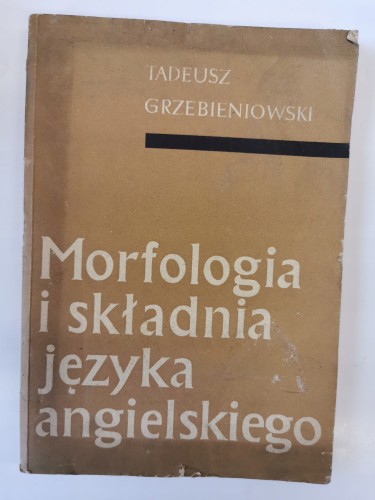 TADEUSZ
GRZEBIENIOWSKI
Morfologia
i składnia
języka
angielskiego